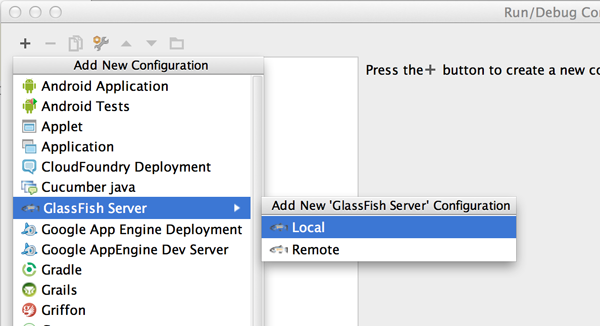 Run/Debug Co
Add New Configuration
Press the + button to create a new co
Android Application
Android Tests
Applet
Application
CloudFoundry Deployment
Cucumber java
GlassFish Server
Add New 'GlassFish Server' Configuration
Local
Remote
Google App Engine Deployment
Google AppEngine Dev Server
Gradle
Grails
Griffon